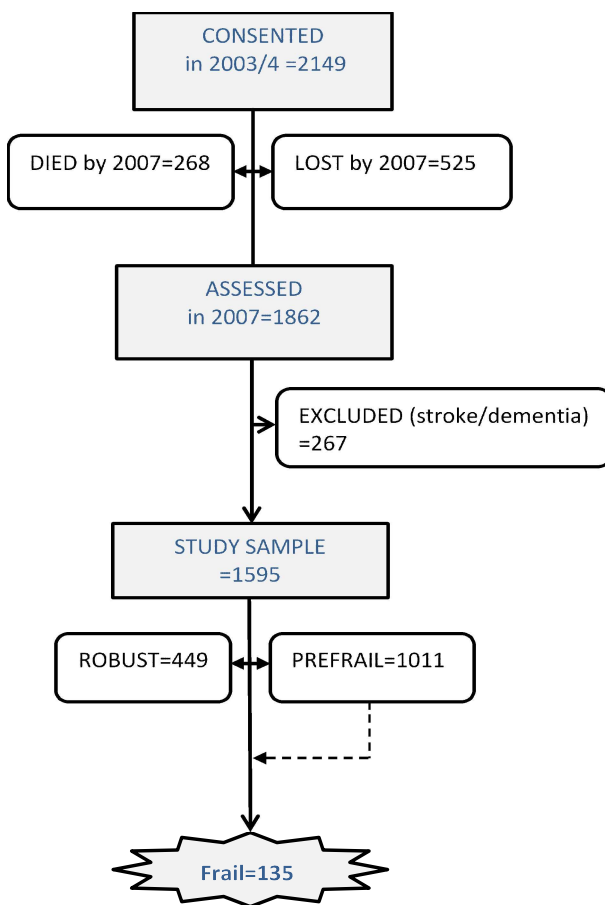 CONSENTED
in 2003/4 =2149
DIED by 2007=268
LOST by 2007=525
ASSESSED
in 2007=1862
EXCLUDED (stroke/dementia)
=267
STUDY SAMPLE
=1595
ROBUST=449
PREFRAIL=1011
Frail=135